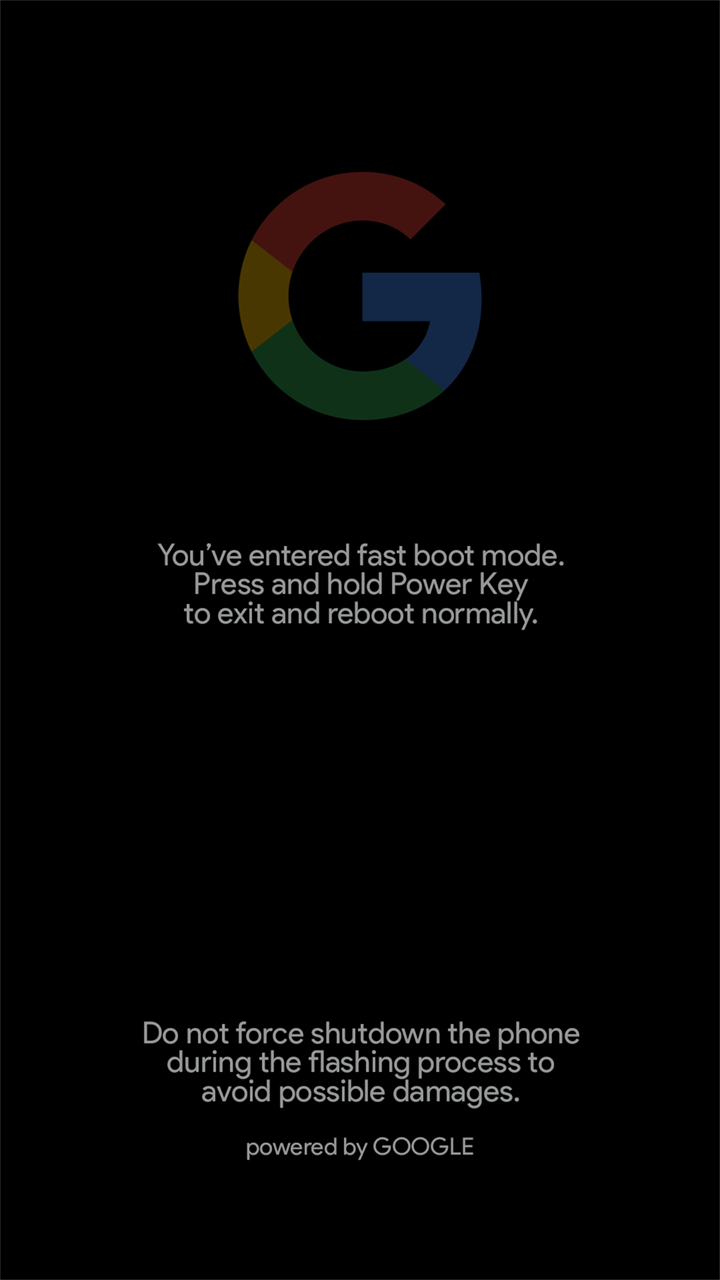 You’ve entered fast boot mode.
Press and hold Power Key
to exit and reboot normally.
Do not force shutdown the phone
during the flashing process to
avoid possible damages.
powered by GOOGLE